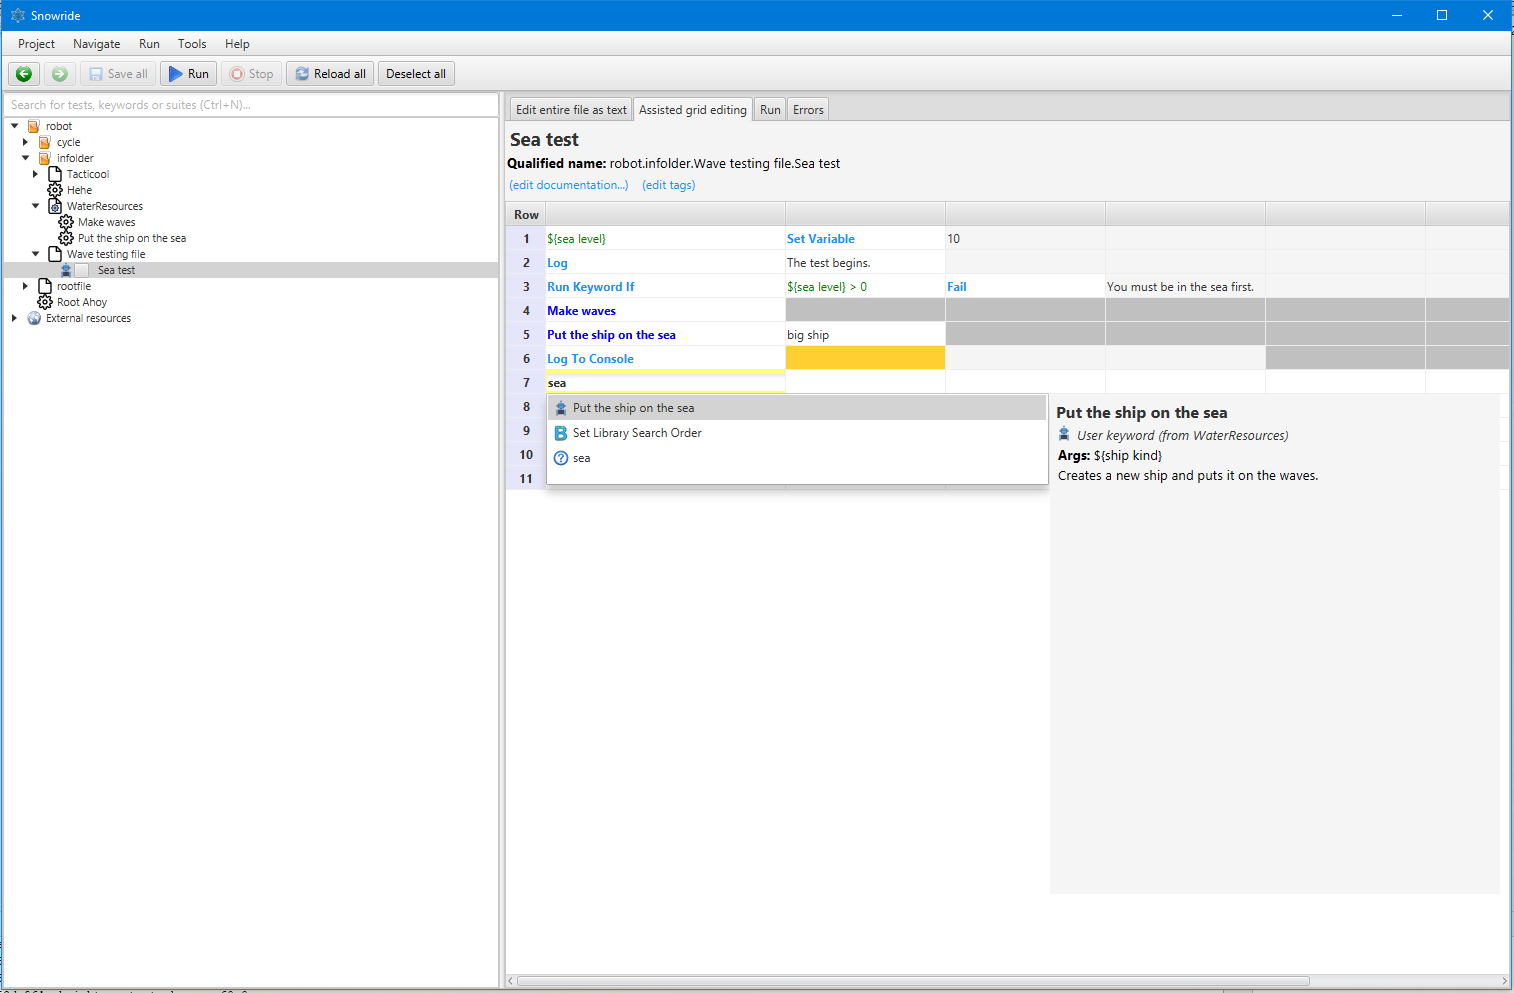 Snowride
Project Navigate Run Tools Help
Save all Run Stop Reload all Deselect all
Search for tests, keywords or suites (Ctrl+N)...
robot
cycle
infolder
Tacticool
Hehe
WaterResources
Make waves
Put the ship on the sea
Wave testing file
Sea test
rootfile
Root Ahoy
External resources
Edit entire file as text Assisted grid editing Run Errors
Sea test
Qualified name: robot.infolder.Wave testing file.Sea test
(edit documentation...) (edit tags)
Row
1 ${sea level} Set Variable 10
2 Log The test begins.
3 Run Keyword If ${sea level} > 0 Fail You must be in the sea first.
4 Make waves
5 Put the ship on the sea big ship
6 Log To Console
7 sea
8
9
10
11
Put the ship on the sea
Set Library Search Order
sea
Put the ship on the sea
User keyword (from WaterResources)
Args: ${ship kind}
Creates a new ship and puts it on the waves.